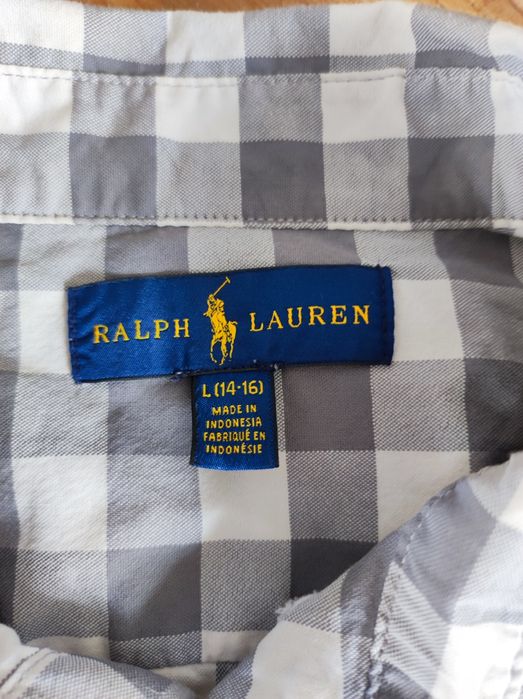 RALPH LAUREN
L (14-16)
MADE IN
INDONESIA
FABRIQUÉ EN
INDONÉSIE